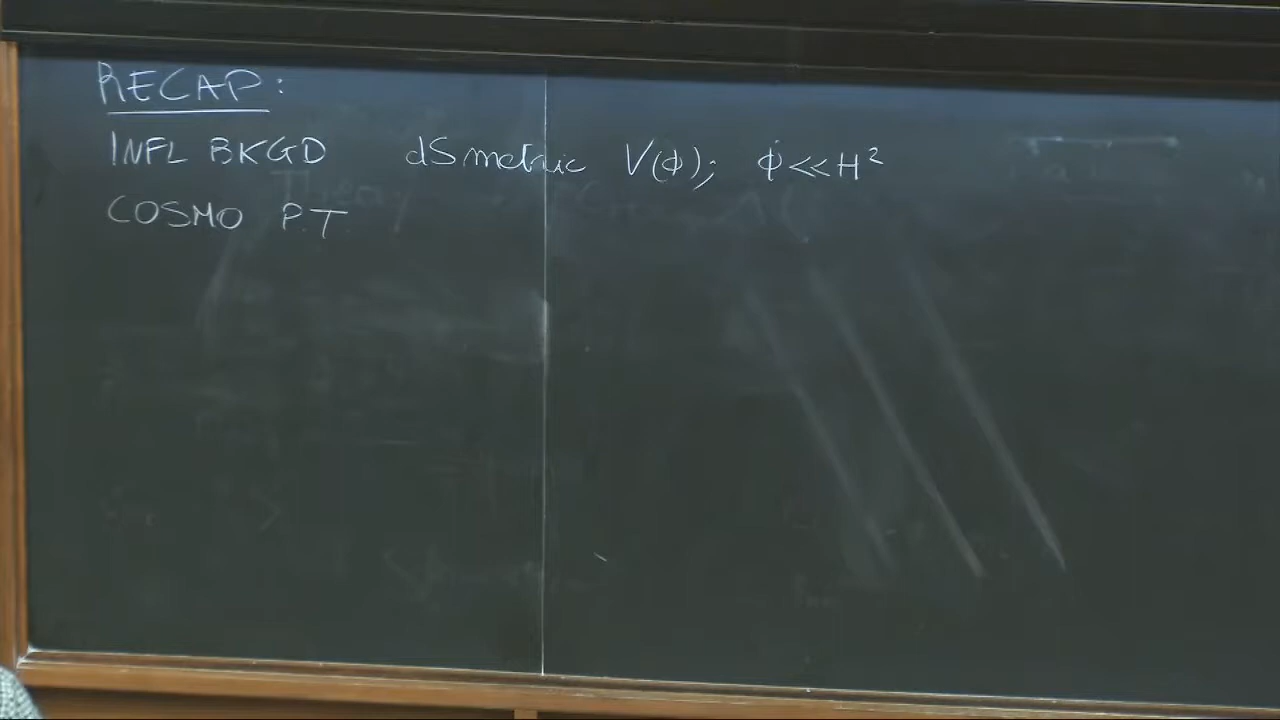 RECAP:
INFL BKGD dS metric V(ϕ); ϕ̇<<H²
COSMO P.T